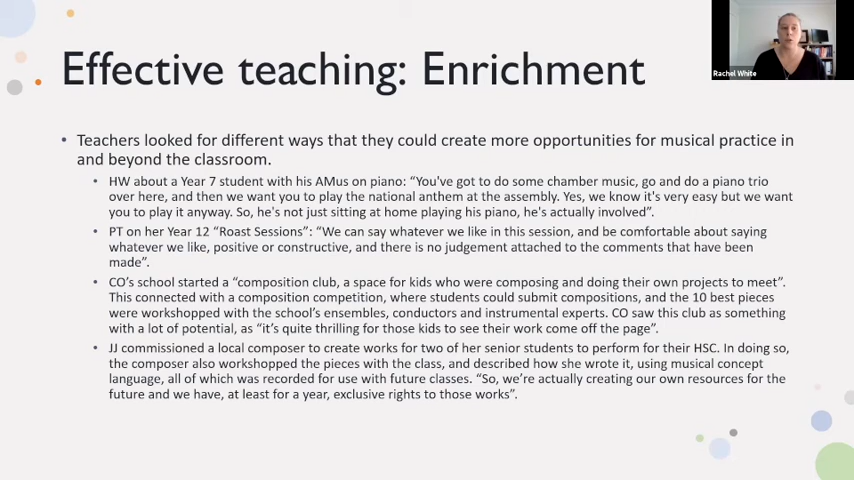 Effective teaching: Enrichment
Rachel White
• Teachers looked for different ways that they could create more opportunities for musical practice in
and beyond the classroom.
• HW about a Year 7 student with his AMus on piano: “You've got to do some chamber music, go and do a piano trio
over here, and then we want you to play the national anthem at the assembly. Yes, we know it's very easy but we want
you to play it anyway. So, he's not just sitting at home playing his piano, he's actually involved”.
• PT on her Year 12 “Roast Sessions”: “We can say whatever we like in this session, and be comfortable about saying
whatever we like, positive or constructive, and there is no judgement attached to the comments that have been
made”.
• CO’s school started a “composition club, a space for kids who were composing and doing their own projects to meet”.
This connected with a composition competition, where students could submit compositions, and the 10 best pieces
were workshopped with the school’s ensembles, conductors and instrumental experts. CO saw this club as something
with a lot of potential, as “it’s quite thrilling for those kids to see their work come off the page”.
• JJ commissioned a local composer to create works for two of her senior students to perform for their HSC. In doing so,
the composer also workshopped the pieces with the class, and described how she wrote it, using musical concept
language, all of which was recorded for use with future classes. “So, we’re actually creating our own resources for the
future and we have, at least for a year, exclusive rights to those works”.